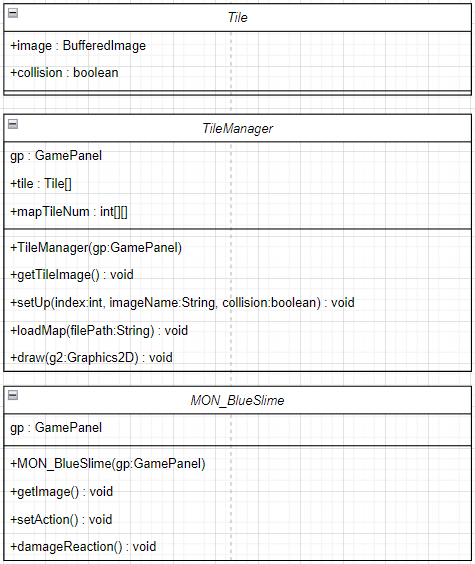 Tile
+image : BufferedImage
+collision : boolean
TileManager
gp : GamePanel
+tile : Tile[]
+mapTileNum : int[][]
+TileManager(gp:GamePanel)
+getTileImage() : void
+setUp(index:int, imageName:String, collision:boolean) : void
+loadMap(filePath:String) : void
+draw(g2:Graphics2D) : void
MON_BlueSlime
gp : GamePanel
+MON_BlueSlime(gp:GamePanel)
+getImage() : void
+setAction() : void
+damageReaction() : void